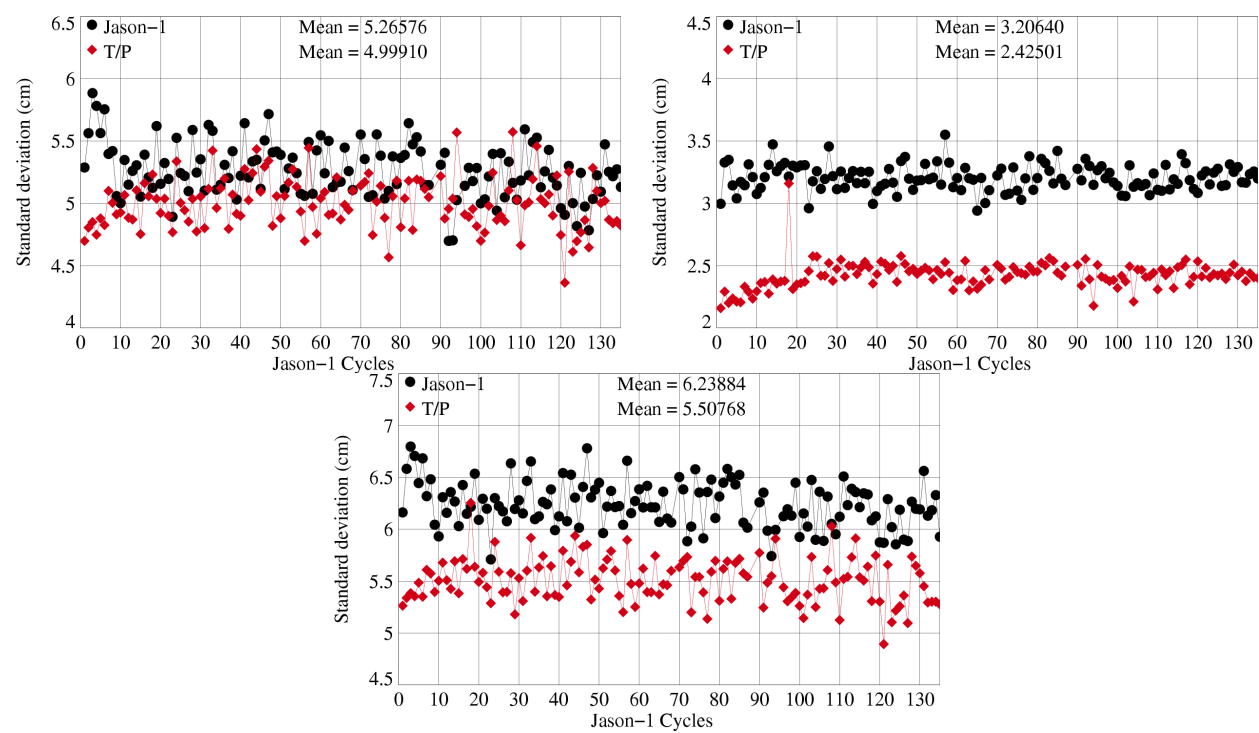 6.5
Jason−1
Mean = 5.26576
T/P
Mean = 4.99910
6
5.5
5
4.5
4
Standard deviation (cm)
0 10 20 30 40 50 60 70 80 90 100 110 120 130
Jason−1 Cycles
4.5
Jason−1
Mean = 3.20640
T/P
Mean = 2.42501
4
3.5
3
2.5
2
Standard deviation (cm)
0 10 20 30 40 50 60 70 80 90 100 110 120 130
Jason−1 Cycles
7.5
Jason−1
Mean = 6.23884
T/P
Mean = 5.50768
7
6.5
6
5.5
5
4.5
Standard deviation (cm)
0 10 20 30 40 50 60 70 80 90 100 110 120 130
Jason−1 Cycles